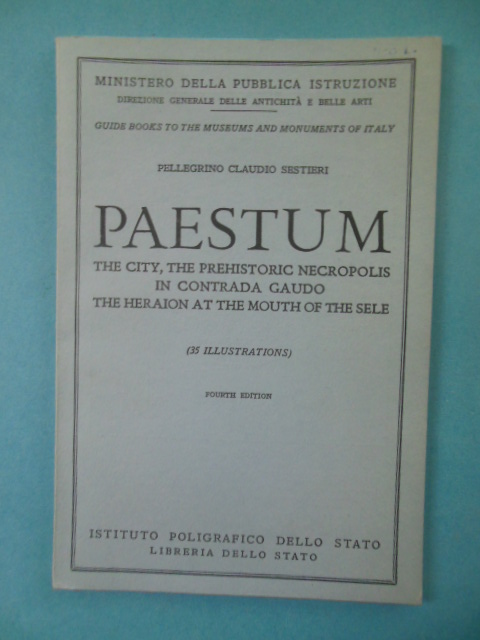 MINISTERO DELLA PUBBLICA ISTRUZIONE
DIREZIONE GENERALE DELLE ANTICHITÀ E BELLE ARTI
GUIDE BOOKS TO THE MUSEUMS AND MONUMENTS OF ITALY
PELLEGRINO CLAUDIO SESTIERI
PAESTUM
THE CITY, THE PREHISTORIC NECROPOLIS
IN CONTRADA GAUDO
THE HERAION AT THE MOUTH OF THE SELE
(35 ILLUSTRATIONS)
FOURTH EDITION
ISTITUTO POLIGRAFICO DELLO STATO
LIBRERIA DELLO STATO